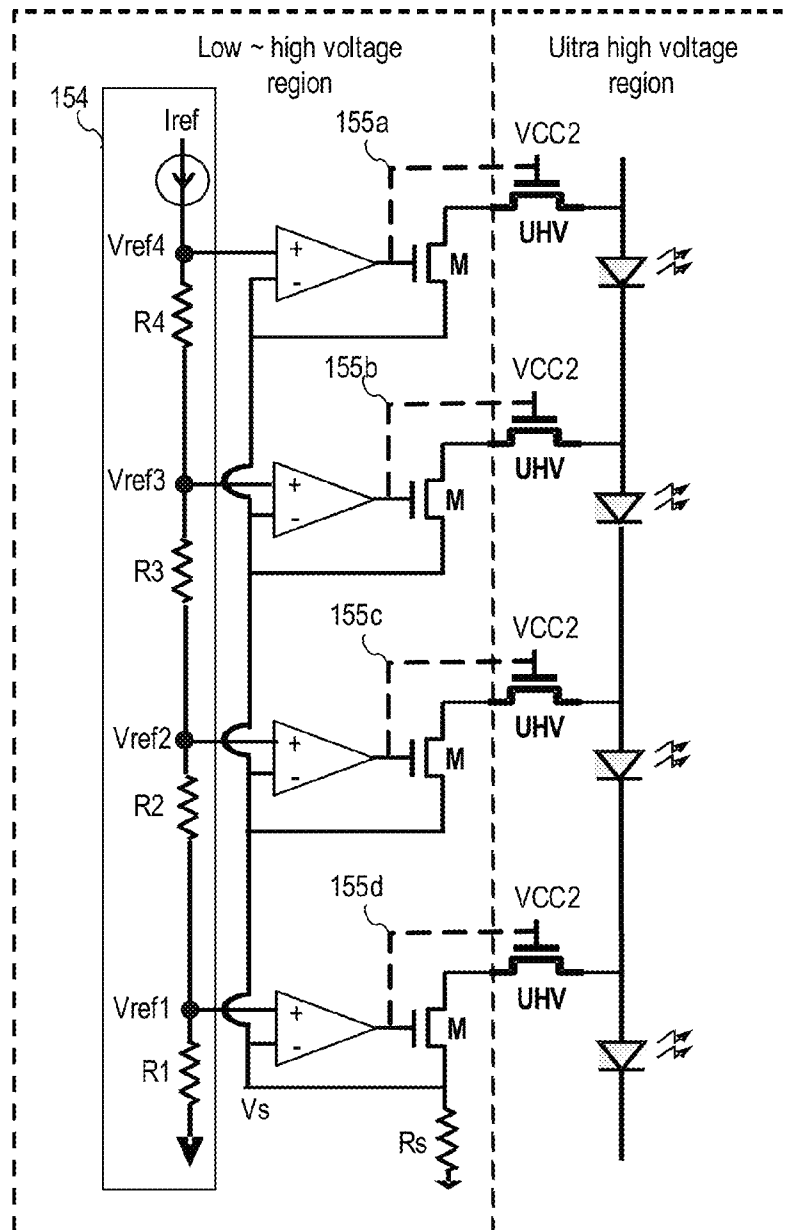 Low ~ high voltage
region
Uitra high voltage
region
154
Iref
155a
VCC2
Vref4
+
-
M
UHV
R4
155b
VCC2
Vref3
+
-
M
UHV
R3
155c
VCC2
Vref2
+
-
M
UHV
R2
155d
VCC2
Vref1
+
-
M
UHV
R1
Vs
Rs